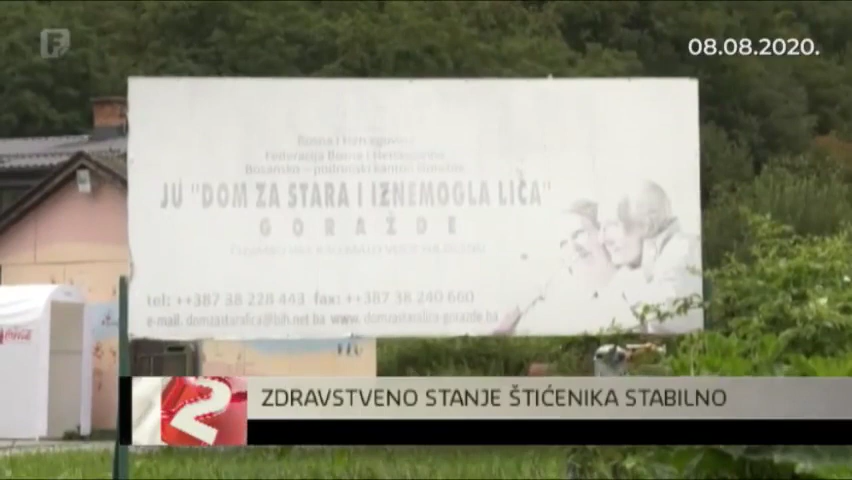 08.08.2020.
Bosna i Hercegovina
Federacija Bosne i Hercegovine
Bosansko - podrinjski kanton Goražde
JU "DOM ZA STARA I IZNEMOGLA LICA"
GORAŽDE
tel: ++387 38 228 443 fax: ++387 38 240 660
e-mail. domzastaralica@bih.net.ba www. domzastaralica-gorazde.ba
2 ZDRAVSTVENO STANJE ŠTIĆENIKA STABILNO